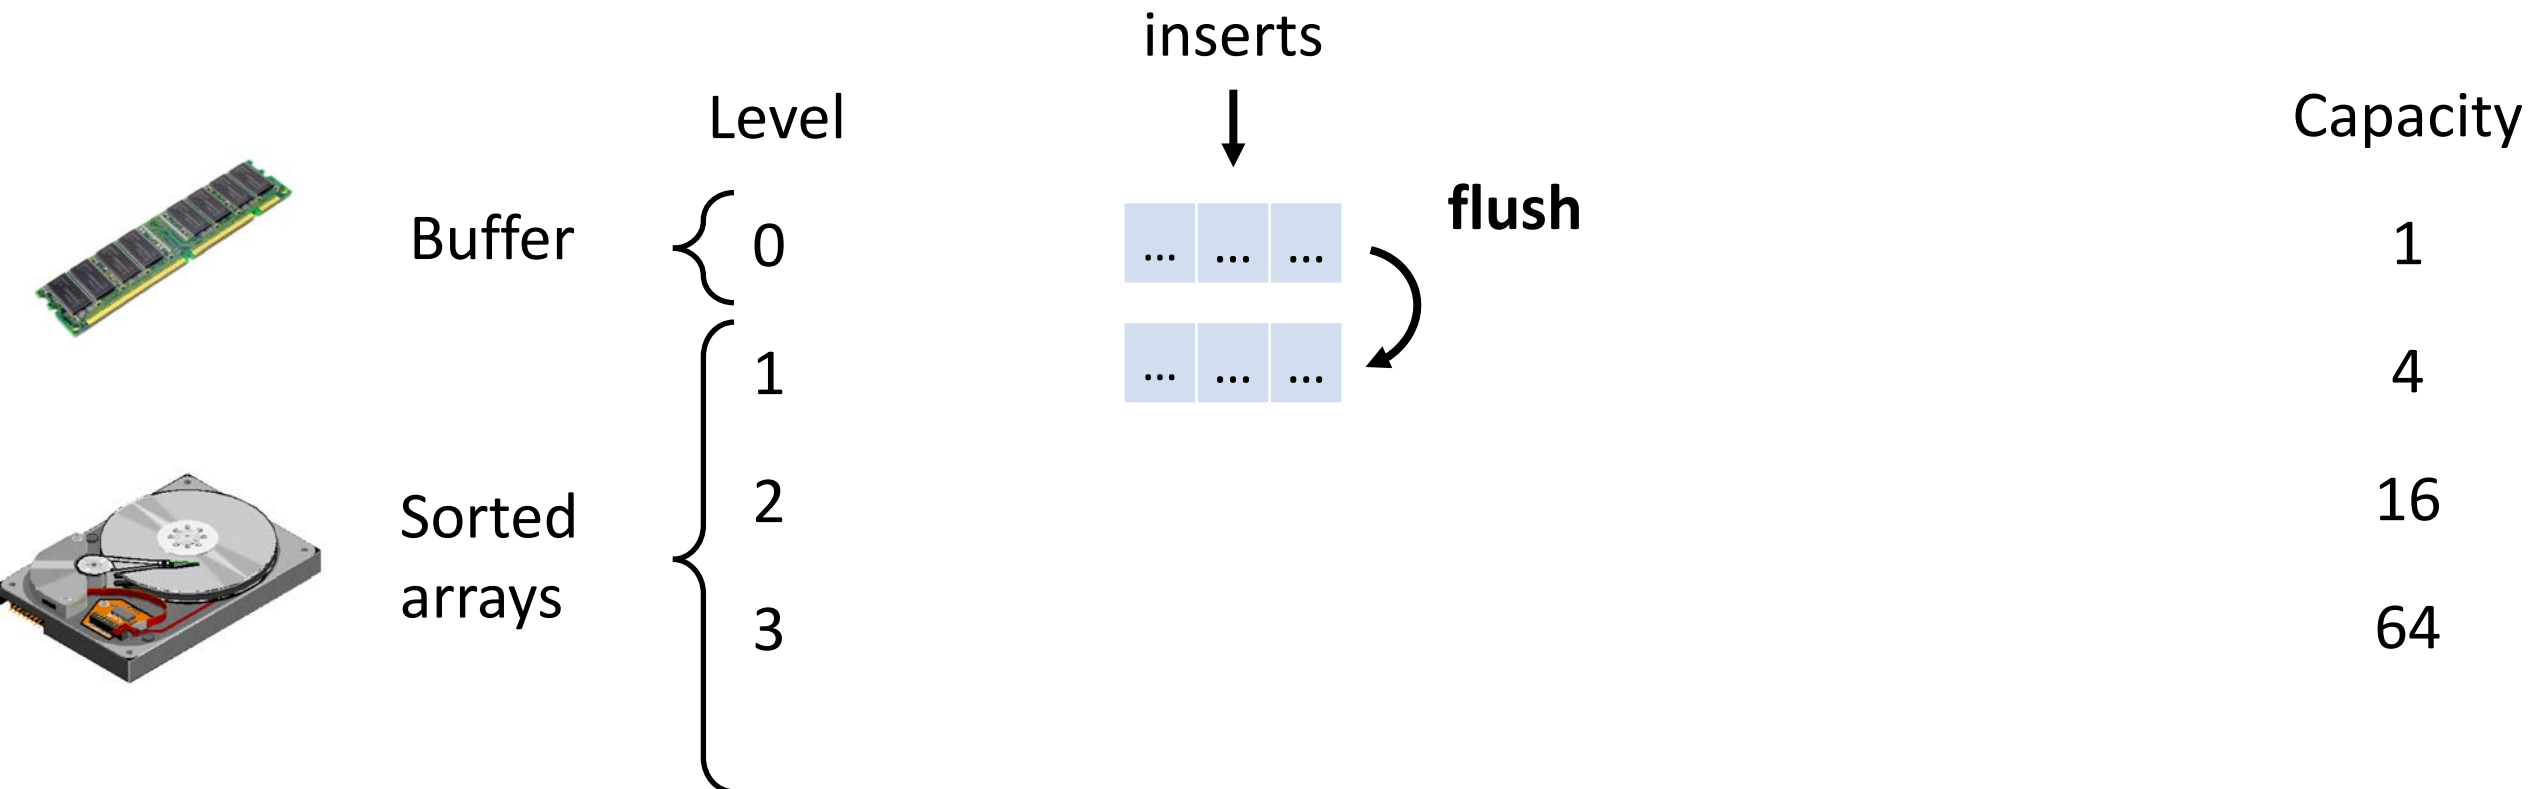 inserts
Level
Capacity
Buffer
0
... ... ...
flush
1
1
... ... ...
4
Sorted
arrays
2
16
3
64